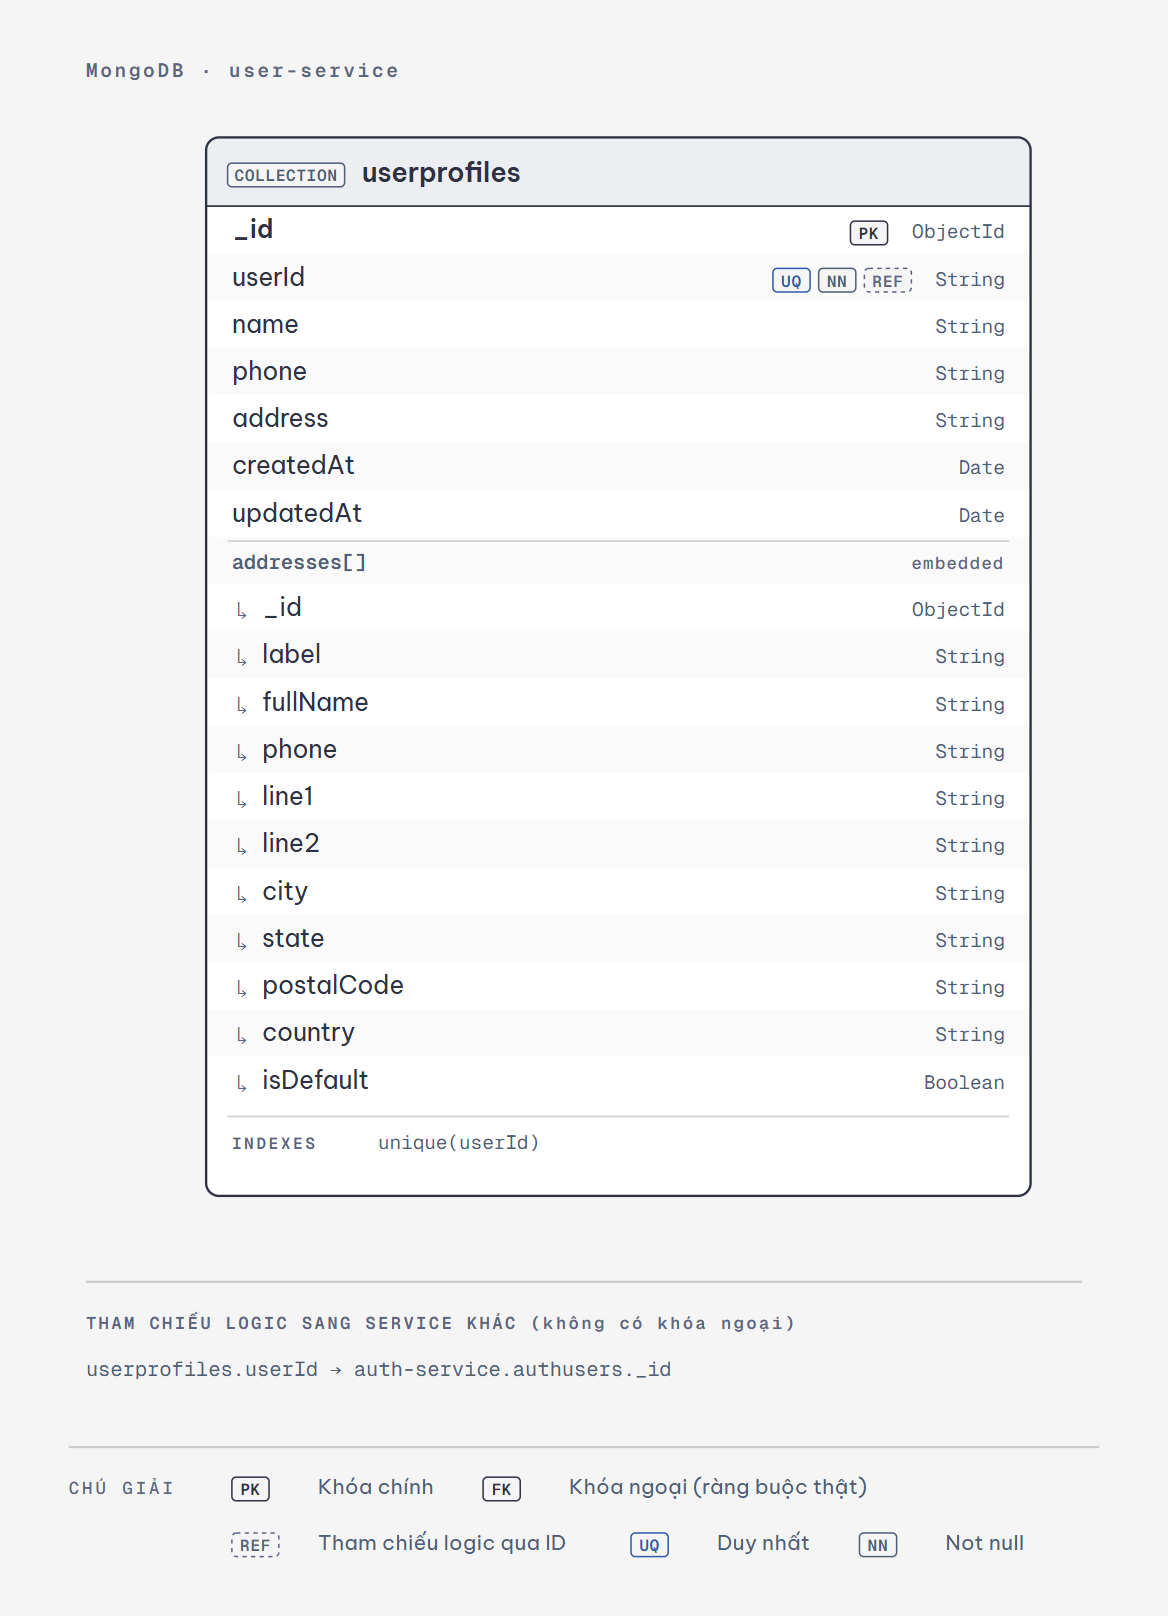 MongoDB · user-service
COLLECTION userprofiles
_id PK ObjectId
userId UQ NN REF String
name String
phone String
address String
createdAt Date
updatedAt Date
addresses[] embedded
↳ _id ObjectId
↳ label String
↳ fullName String
↳ phone String
↳ line1 String
↳ line2 String
↳ city String
↳ state String
↳ postalCode String
↳ country String
↳ isDefault Boolean
INDEXES unique(userId)
THAM CHIẾU LOGIC SANG SERVICE KHÁC (không có khóa ngoại)
userprofiles.userId → auth-service.authusers._id
CHÚ GIẢI PK Khóa chính FK Khóa ngoại (ràng buộc thật)
REF Tham chiếu logic qua ID UQ Duy nhất NN Not null